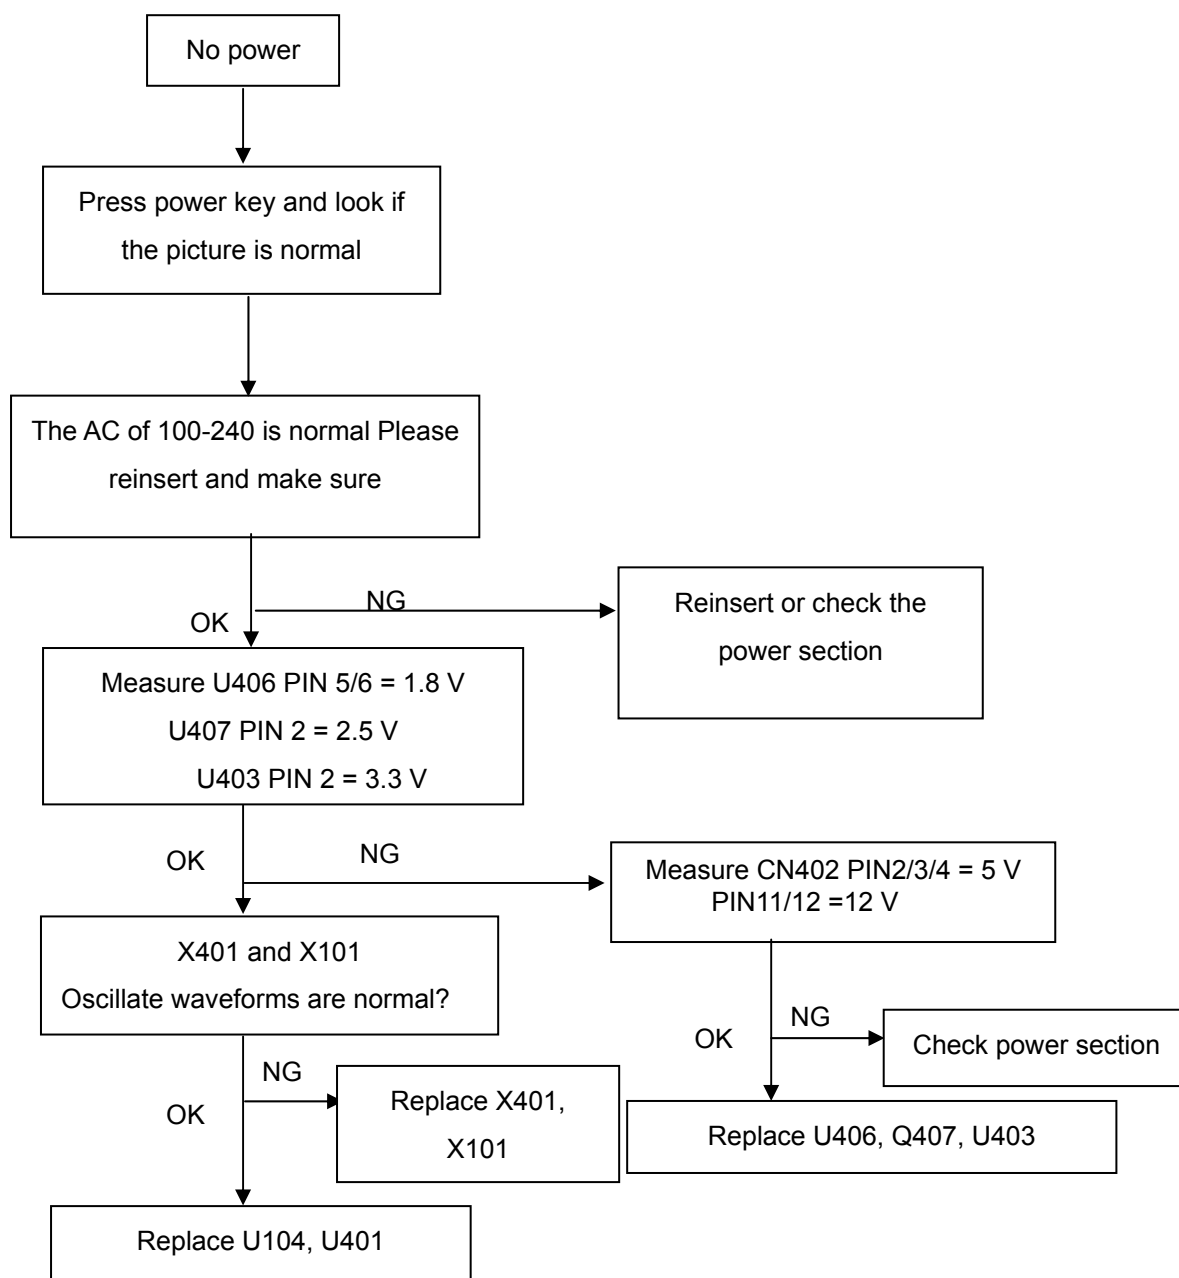 No power
Press power key and look if
the picture is normal
The AC of 100-240 is normal Please
reinsert and make sure
NG
OK
Reinsert or check the
power section
Measure U406 PIN 5/6 = 1.8 V
U407 PIN 2 = 2.5 V
U403 PIN 2 = 3.3 V
OK
NG
Measure CN402 PIN2/3/4 = 5 V
PIN11/12 =12 V
X401 and X101
Oscillate waveforms are normal?
OK
NG
Check power section
NG
OK
Replace X401,
X101
Replace U406, Q407, U403
Replace U104, U401